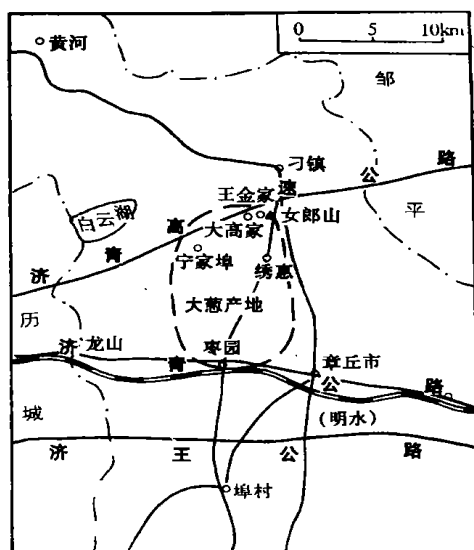 黄河
0 5 10km
邹
平
刁镇
济青高速公路
王金家
女郎山
大高家
白云湖
宁家埠
绣惠
大葱产地
历
城
龙山
枣园
济青公路
章丘市
(明水)
济王公路
埠村